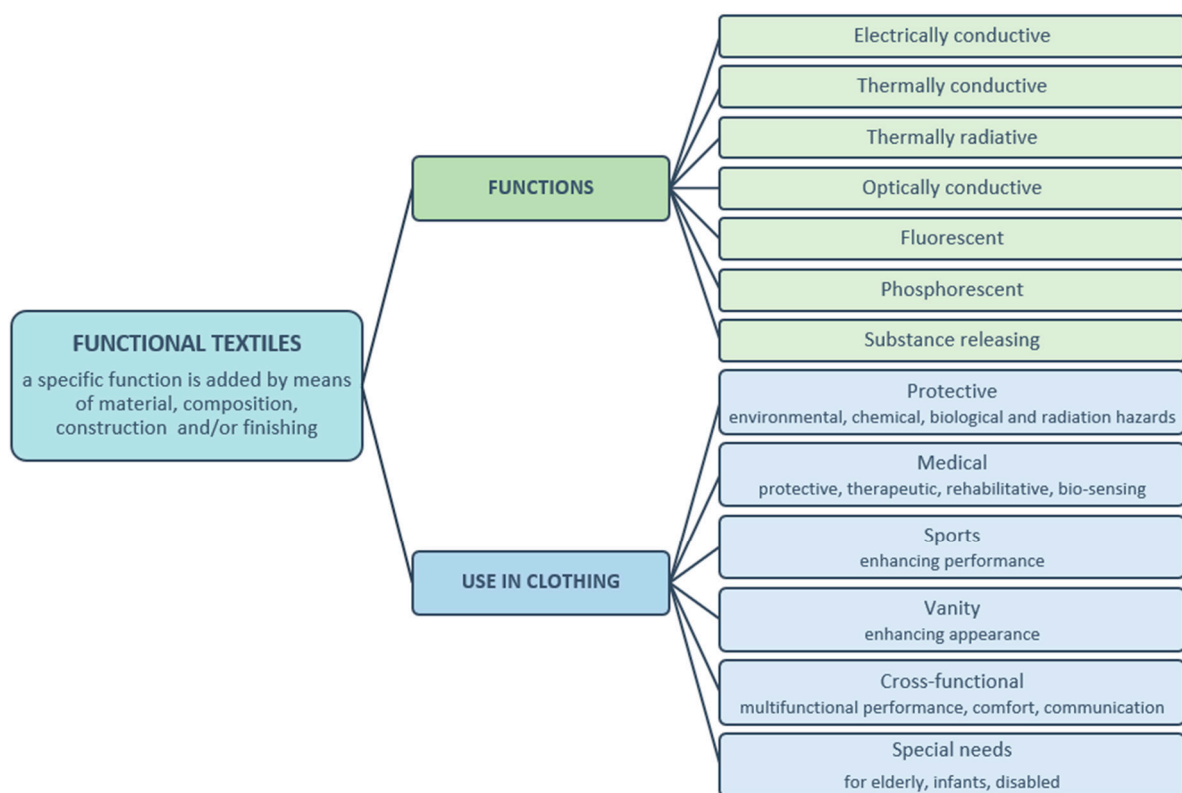 FUNCTIONAL TEXTILES
a specific function is added by means
of material, composition,
construction and/or finishing
FUNCTIONS
Electrically conductive
Thermally conductive
Thermally radiative
Optically conductive
Fluorescent
Phosphorescent
Substance releasing
USE IN CLOTHING
Protective
environmental, chemical, biological and radiation hazards
Medical
protective, therapeutic, rehabilitative, bio-sensing
Sports
enhancing performance
Vanity
enhancing appearance
Cross-functional
multifunctional performance, comfort, communication
Special needs
for elderly, infants, disabled